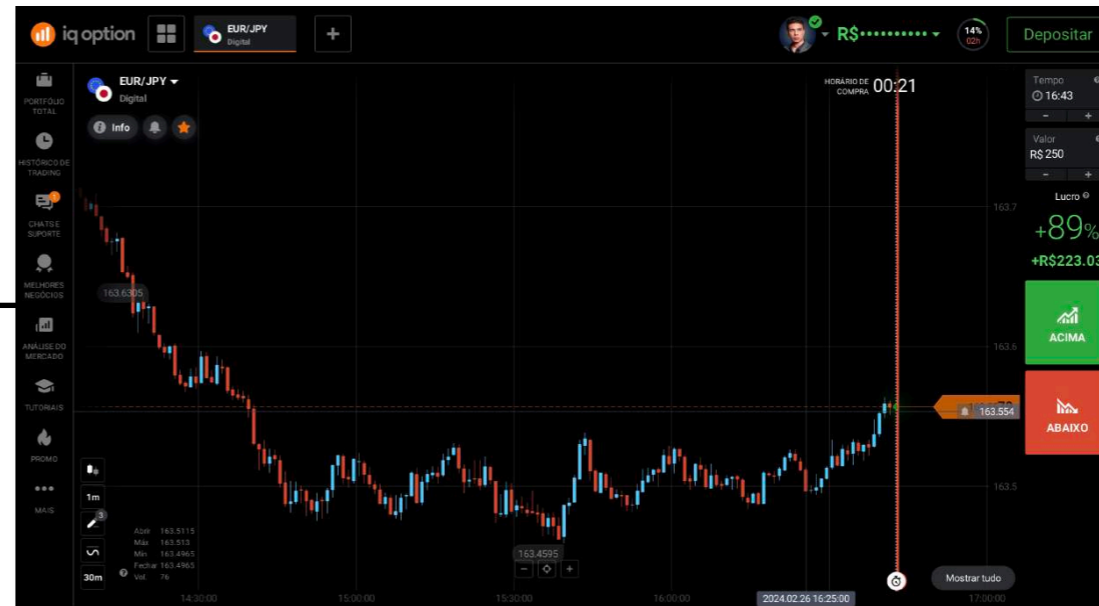 iq option
EUR/JPY
Digital
+
R$••••••••••
14%
02h
Depositar
PORTFÓLIO
TOTAL
HISTÓRICO DE
TRADING
1
CHATS E
SUPORTE
MELHORES
NEGÓCIOS
ANÁLISE DO
MERCADO
TUTORIAIS
PROMO
MAIS
EUR/JPY
Digital
Info
HORÁRIO DE
COMPRA 00:21
163.6305
163.7
163.6
163.554
163.5
163.4595
1m
3
30m
Abrir 163.5115
Máx 163.513
Mín 163.4965
Fechar 163.4965
Vol. 76
- +
Mostrar tudo
14:30:00
15:00:00
15:30:00
16:00:00
2024.02.26 16:25:00
17:00:00
Tempo
16:43
- +
Valor
R$ 250
- +
Lucro
+89%
+R$223.03
ACIMA
ABAIXO